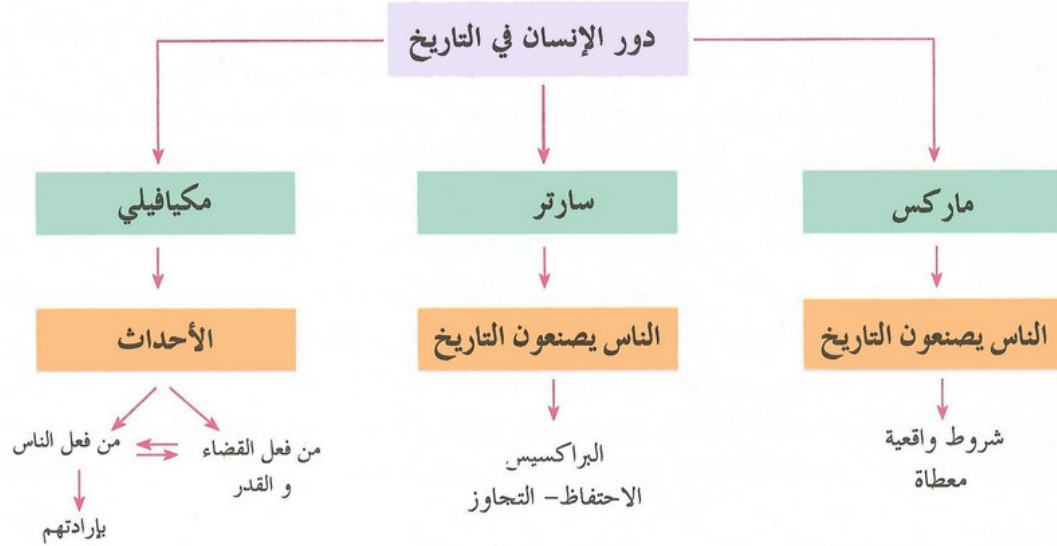 دور الإنسان في التاريخ
ماركس
سارتر
مكيافيلي
الناس يصنعون التاريخ
الناس يصنعون التاريخ
الأحداث
شروط واقعية
معطاة
البراكسيس
الاحتفاظ – التجاوز
من فعل القضاء
و القدر
من فعل الناس
بإرادتهم